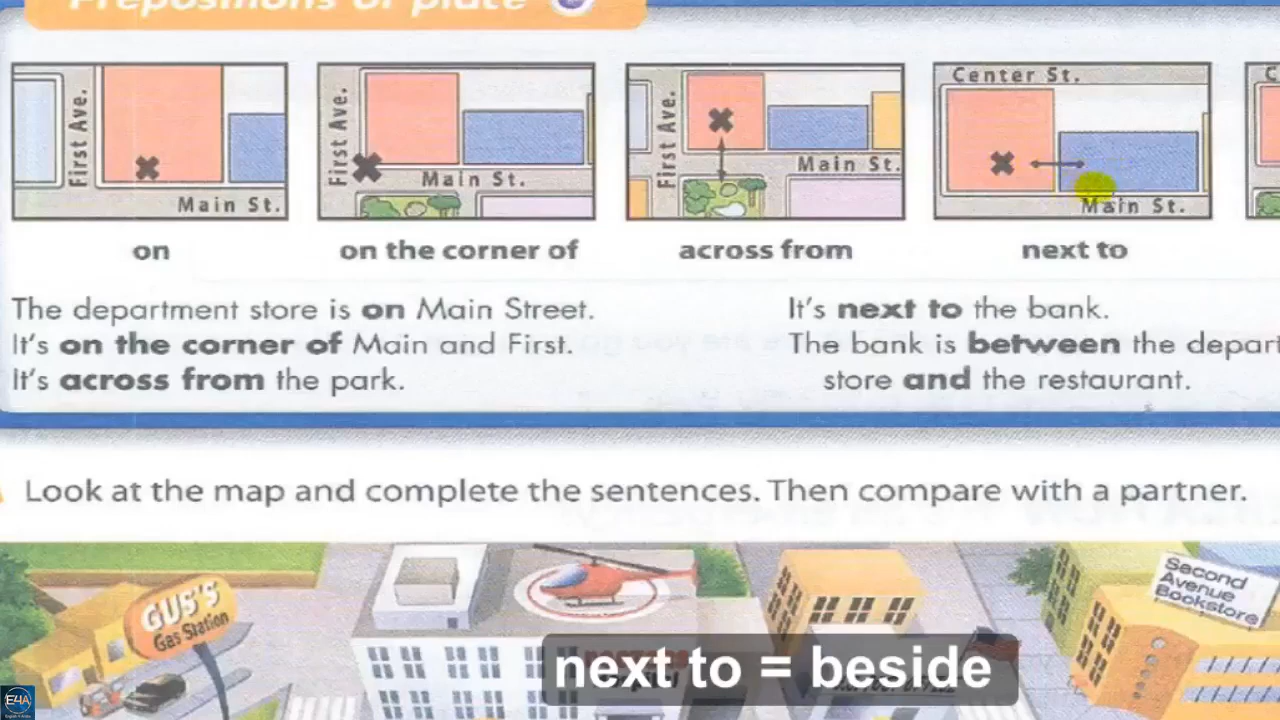 Prepositions of place
First Ave.
Main St.
First Ave.
Main St.
First Ave.
Main St.
Center St.
Main St.
on
on the corner of
across from
next to
The department store is on Main Street.
It's on the corner of Main and First.
It's across from the park.
It's next to the bank.
The bank is between the depart
store and the restaurant.
Look at the map and complete the sentences. Then compare with a partner.
GUS'S
Gas Station
Second
Avenue
Bookstore
next to = beside
E4A